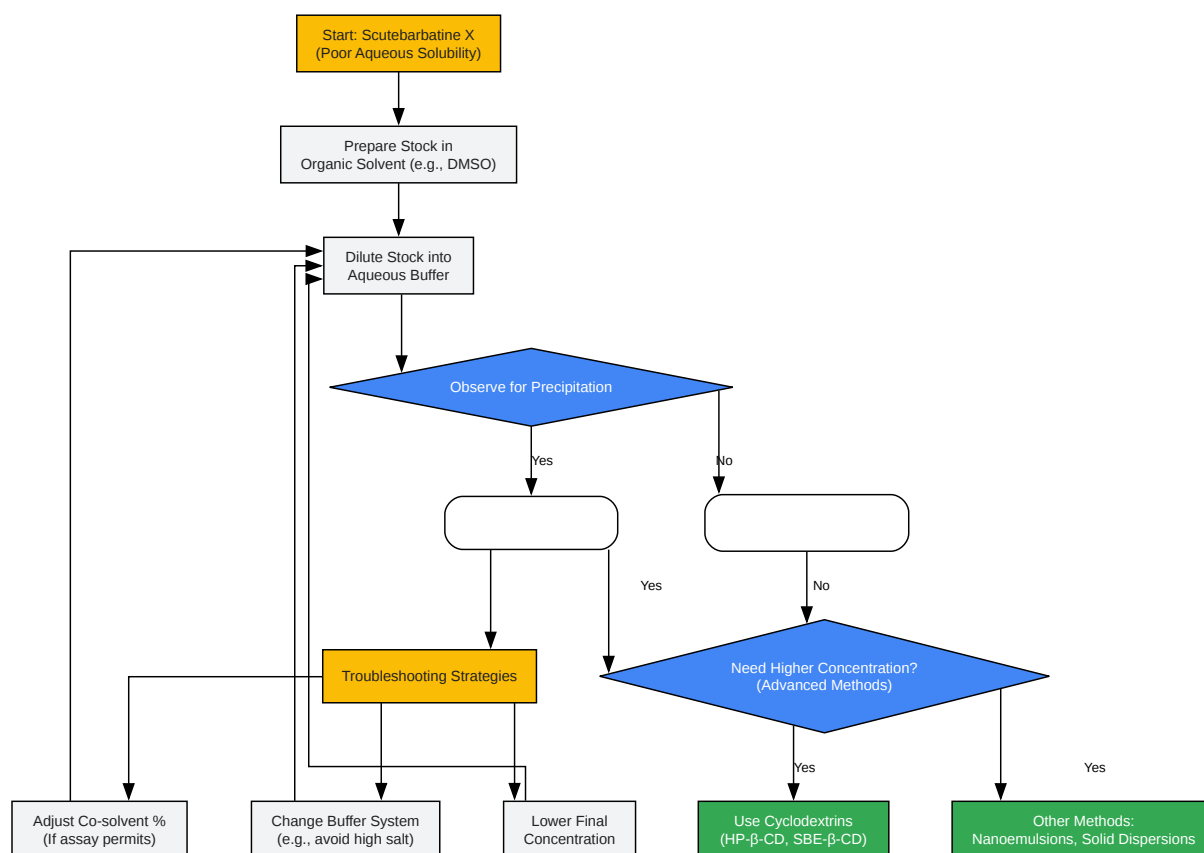 Start: Scutebarbatine X
(Poor Aqueous Solubility)
Prepare Stock in
Organic Solvent (e.g., DMSO)
Dilute Stock into
Aqueous Buffer
Observe for Precipitation
Yes
No
Yes
No
Troubleshooting Strategies
Need Higher Concentration?
(Advanced Methods)
Yes
Yes
Adjust Co-solvent %
(If assay permits)
Change Buffer System
(e.g., avoid high salt)
Lower Final
Concentration
Use Cyclodextrins
(HP-β-CD, SBE-β-CD)
Other Methods:
Nanoemulsions, Solid Dispersions